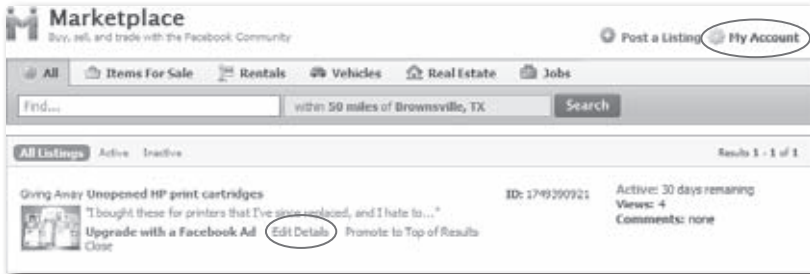 Marketplace
Buy, sell, and trade with the Facebook Community
Post a Listing My Account
All Items For Sale Rentals Vehicles Real Estate Jobs
Find... within 50 miles of Brownsville, TX Search
All Listings Active Inactive Results 1 - 1 of 1
Giving Away Unopened HP print cartridges ID: 1749390921 Active: 30 days remaining
"I bought these for printers that I've since replaced, and I hate to..." Views: 4
Upgrade with a Facebook Ad Edit Details Promote to Top of Results Comments: none
Close